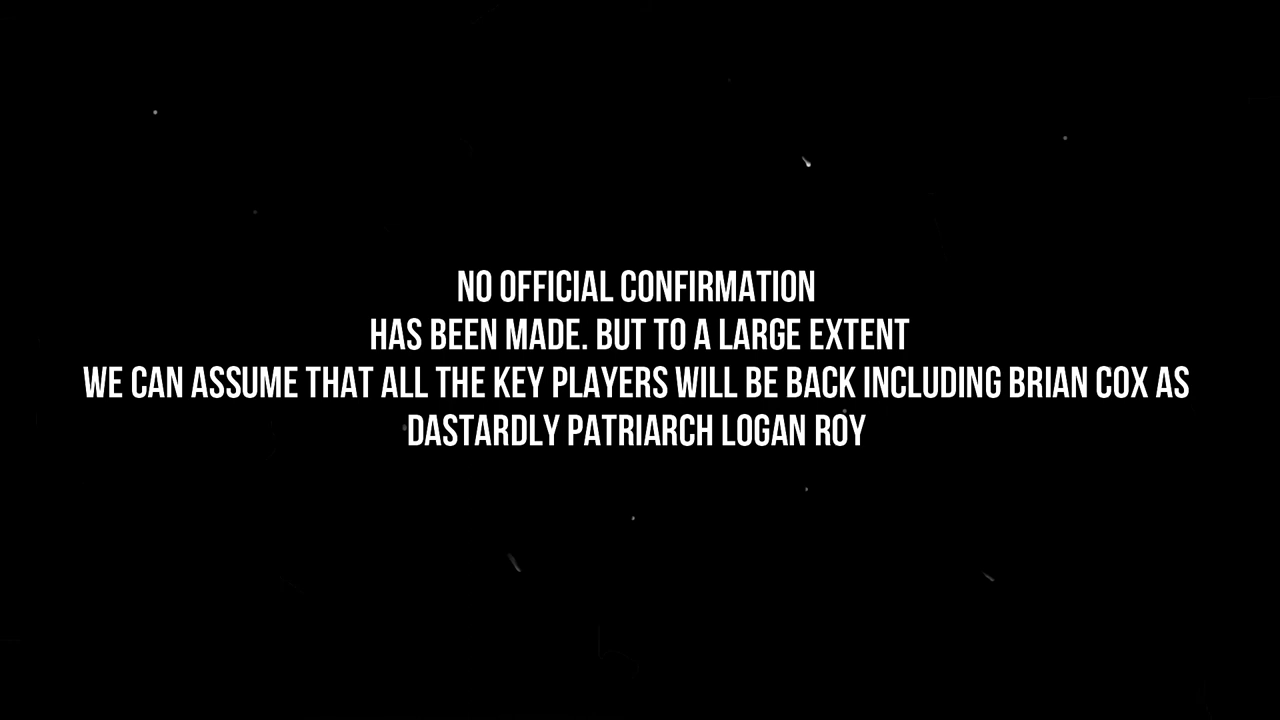 NO OFFICIAL CONFIRMATION
HAS BEEN MADE. BUT TO A LARGE EXTENT
WE CAN ASSUME THAT ALL THE KEY PLAYERS WILL BE BACK INCLUDING BRIAN COX AS
DASTARDLY PATRIARCH LOGAN ROY